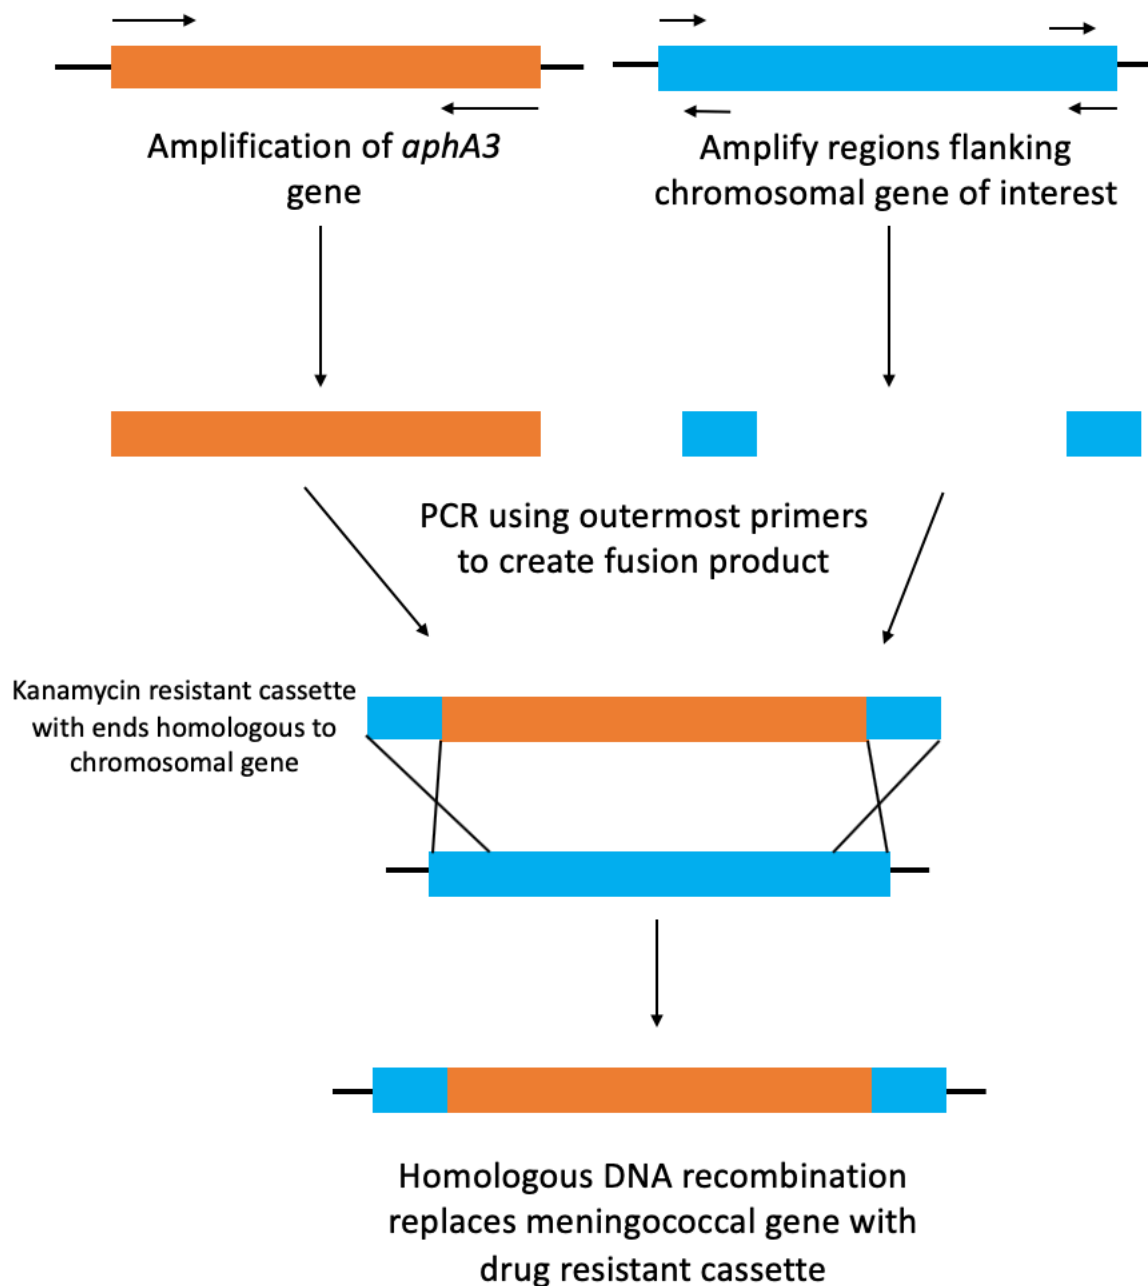 Amplification of aphA3
gene
Amplify regions flanking
chromosomal gene of interest
PCR using outermost primers
to create fusion product
Kanamycin resistant cassette
with ends homologous to
chromosomal gene
Homologous DNA recombination
replaces meningococcal gene with
drug resistant cassette